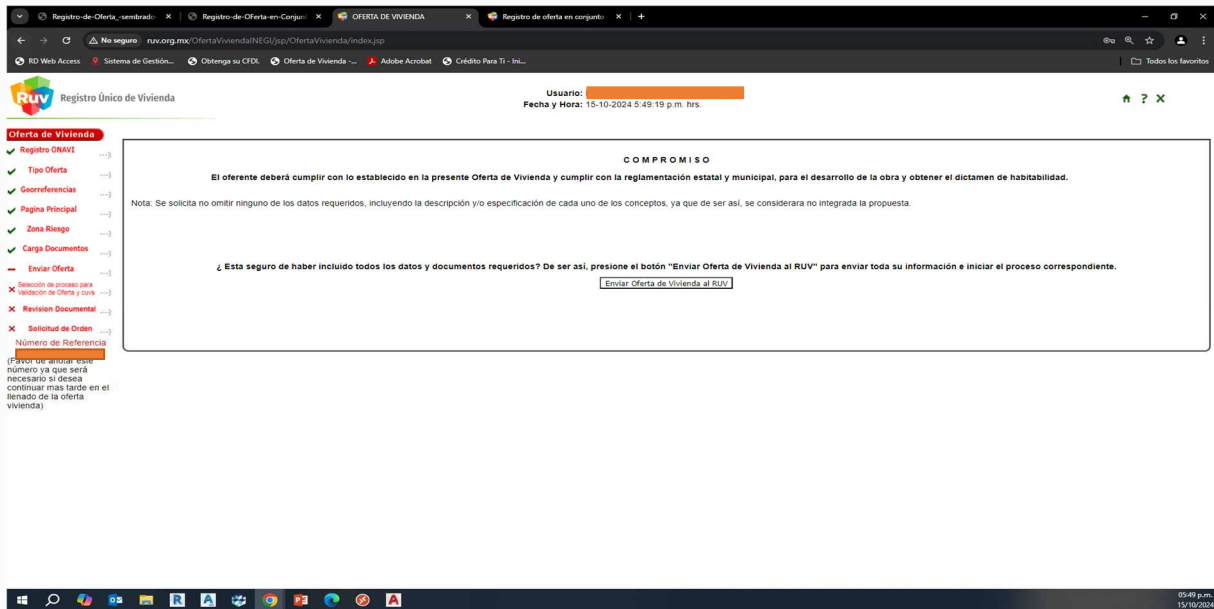 Registro-de-Oferta_-sembrado
Registro-de-OFerta-en-Conjun
OFERTA DE VIVIENDA
Registro de oferta en conjunto
No seguro
ruv.org.mx/OfertaViviendaINEGI/jsp/OfertaVivienda/index.jsp
RD Web Access
Sistema de Gestión...
Obtenga su CFDI.
Oferta de Vivienda -...
Adobe Acrobat
Crédito Para Ti - Ini...
Todos los favoritos
Ruv
Registro Único de Vivienda
Usuario:
Fecha y Hora: 15-10-2024 5:49:19 p.m. hrs.
Oferta de Vivienda
Registro ONAVI
Tipo Oferta
Georreferencias
Pagina Principal
Zona Riesgo
Carga Documentos
Enviar Oferta
Selección de proceso para
Validación de Oferta y cuvs
Revision Documental
Solicitud de Orden
Número de Referencia
(Favor de anotar este
número ya que será
necesario si desea
continuar mas tarde en el
llenado de la oferta
vivienda)
COMPROMISO
El oferente deberá cumplir con lo establecido en la presente Oferta de Vivienda y cumplir con la reglamentación estatal y municipal, para el desarrollo de la obra y obtener el dictamen de habitabilidad.
Nota: Se solicita no omitir ninguno de los datos requeridos, incluyendo la descripción y/o especificación de cada uno de los conceptos, ya que de ser así, se considerara no integrada la propuesta.
¿ Esta seguro de haber incluido todos los datos y documentos requeridos? De ser así, presione el botón "Enviar Oferta de Vivienda al RUV" para enviar toda su información e iniciar el proceso correspondiente.
Enviar Oferta de Vivienda al RUV
05:49 p.m.
15/10/2024